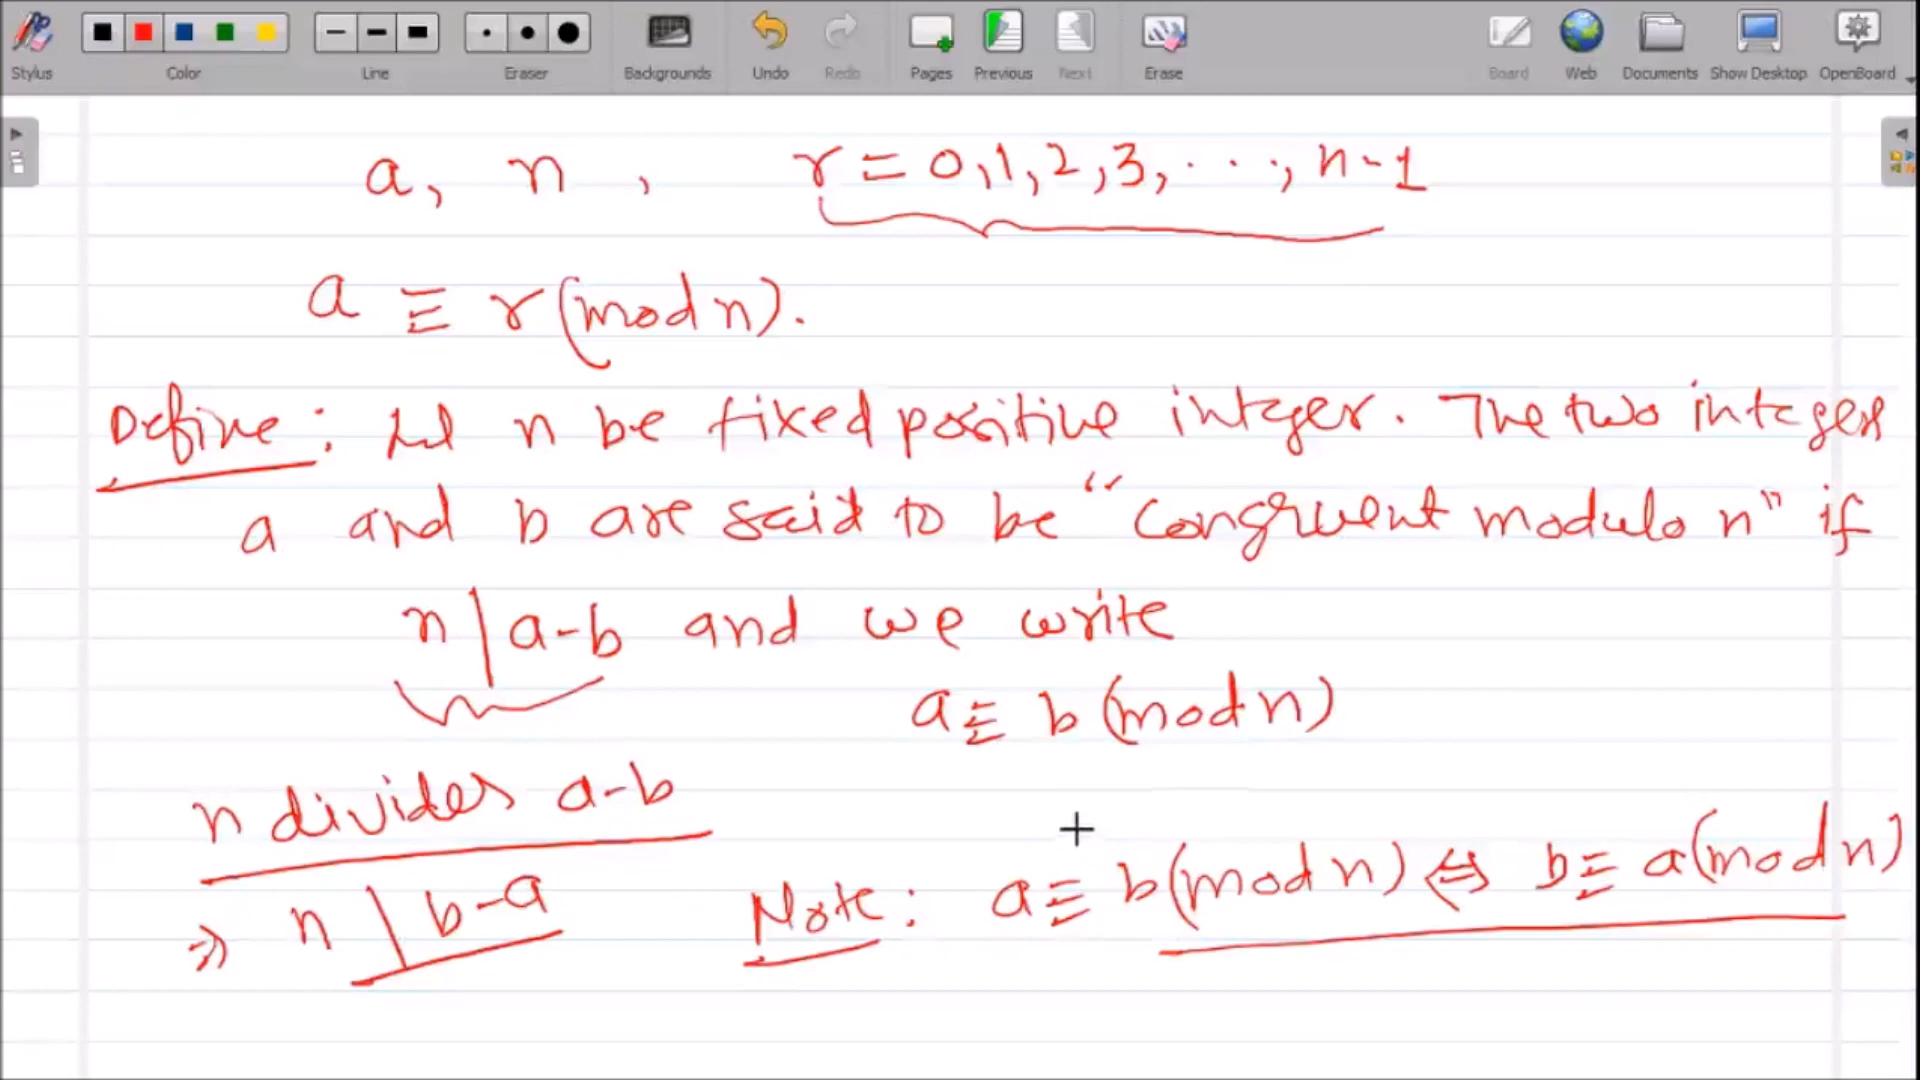 Stylus Color Line Eraser Backgrounds Undo Redo Pages Previous Next Erase Board Web Documents Show Desktop OpenBoard
a, n, r = 0,1,2,3, ..., n-1
a ≡ r (mod n).
Define: Let n be fixed positive integer. The two integers
a and b are said to be "congruent modulo n" if
n | a-b and we write
a ≡ b (mod n)
n divides a-b
⇒ n | b-a
Note: a ≡ b (mod n) ⇔ b ≡ a (mod n)